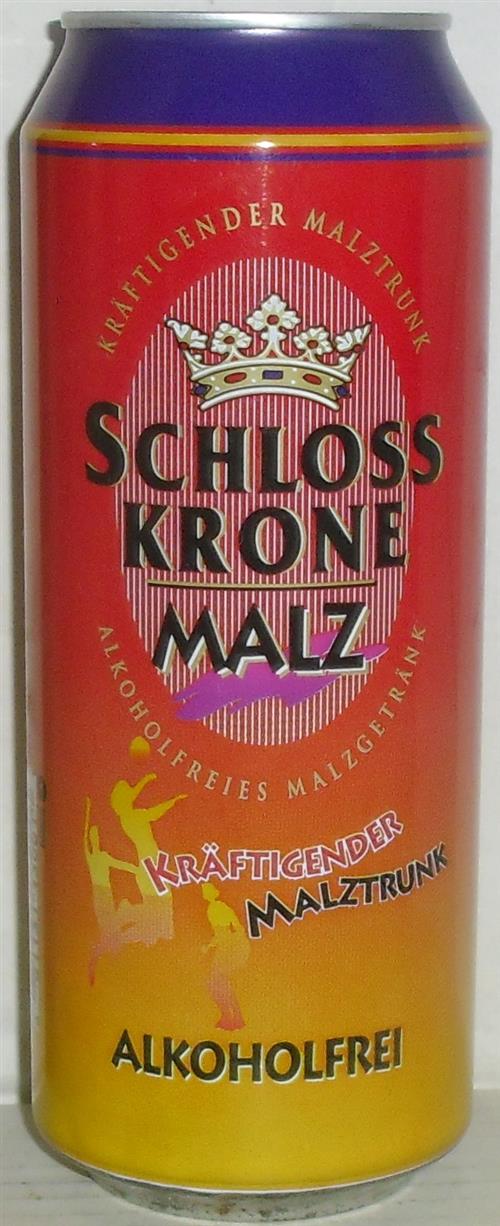 KRÄFTIGENDER MALZTRUNK
SCHLOSS
KRONE
MALZ
ALKOHOLFREIES MALZGETRÄNK
KRÄFTIGENDER
MALZTRUNK
ALKOHOLFREI